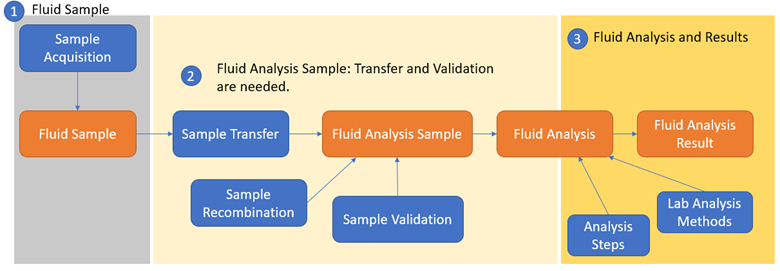 1 Fluid Sample
Sample
Acquisition
Fluid Sample
2 Fluid Analysis Sample: Transfer and Validation
are needed.
Sample Transfer
Fluid Analysis Sample
Fluid Analysis
Sample
Recombination
Sample Validation
3 Fluid Analysis and Results
Fluid Analysis
Result
Analysis
Steps
Lab Analysis
Methods